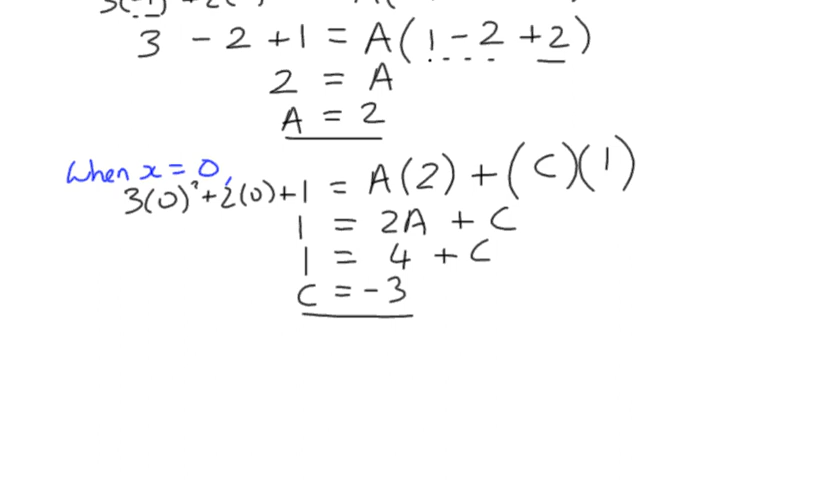 3 - 2 + 1 = A(1 - 2 + 2)
2 = A
A = 2
When x = 0,
3(0)² + 2(0) + 1 = A(2) + (C)(1)
1 = 2A + C
1 = 4 + C
C = -3